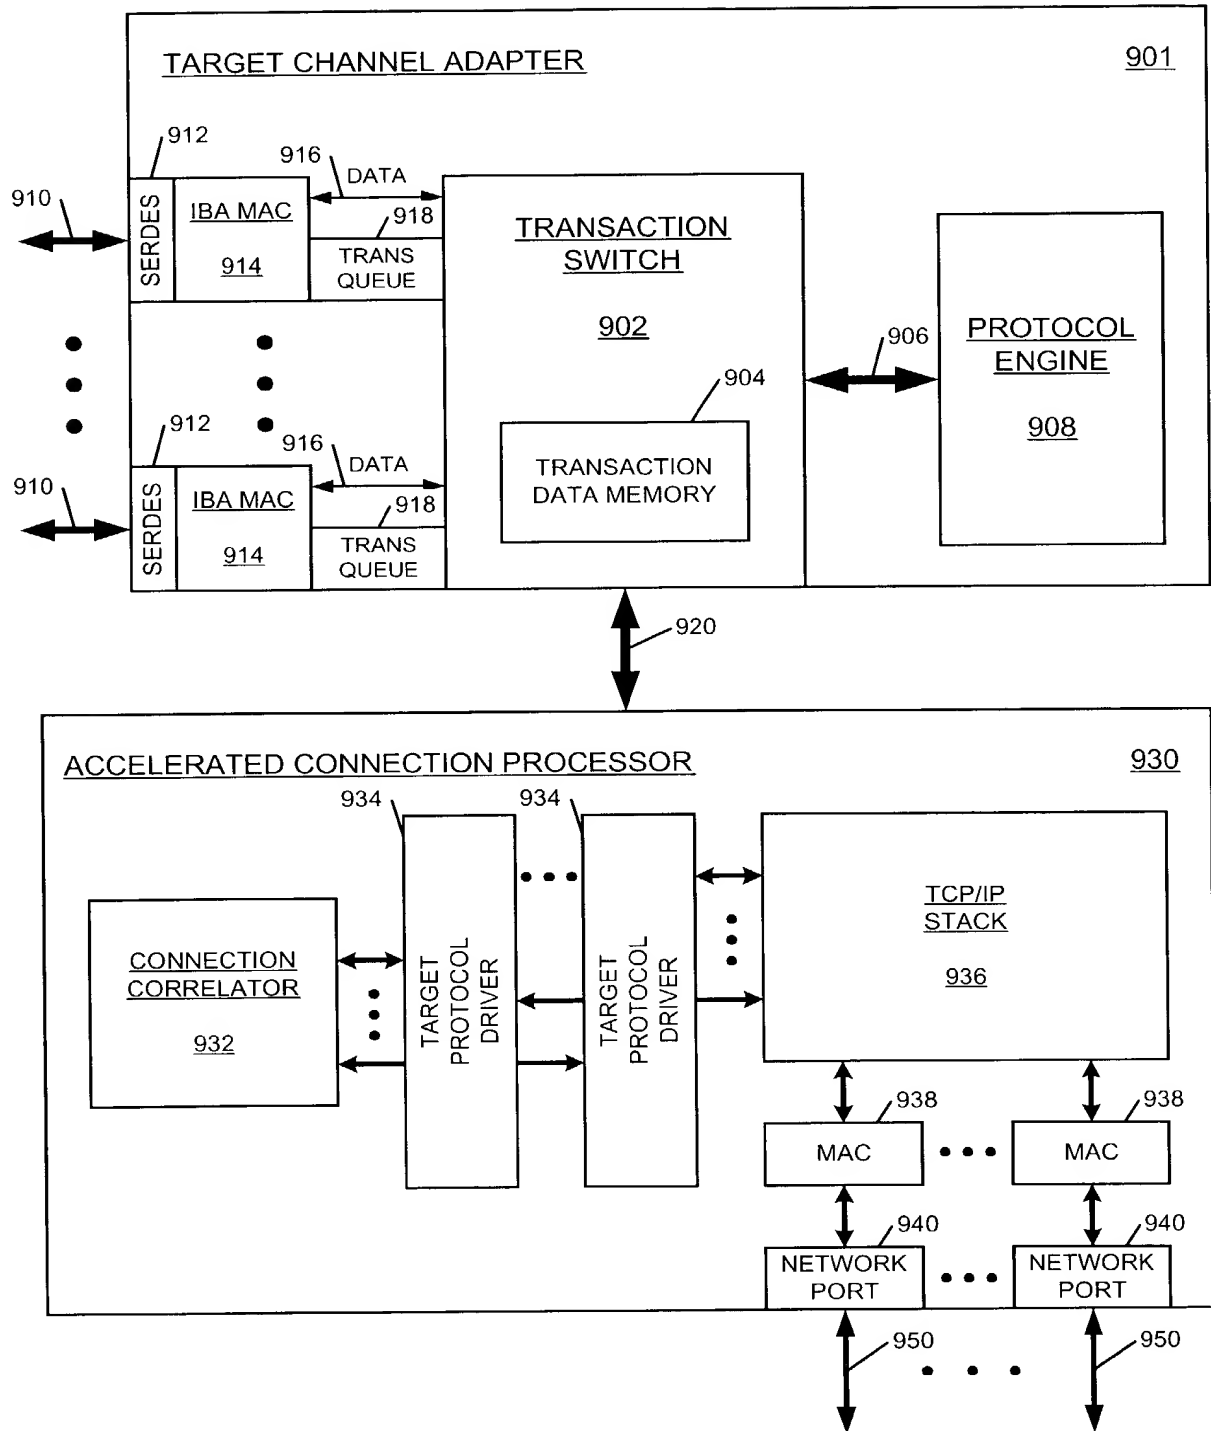 TARGET CHANNEL ADAPTER
901
912
916
DATA
910
SERDES
IBA MAC
914
918
TRANS
QUEUE
TRANSACTION
SWITCH
902
904
TRANSACTION
DATA MEMORY
906
PROTOCOL
ENGINE
908
912
916
DATA
910
SERDES
IBA MAC
914
918
TRANS
QUEUE
920
ACCELERATED CONNECTION PROCESSOR
930
934
934
CONNECTION
CORRELATOR
932
TARGET
PROTOCOL
DRIVER
TARGET
PROTOCOL
DRIVER
TCP/IP
STACK
936
938
938
MAC
MAC
940
940
NETWORK
PORT
NETWORK
PORT
950
950